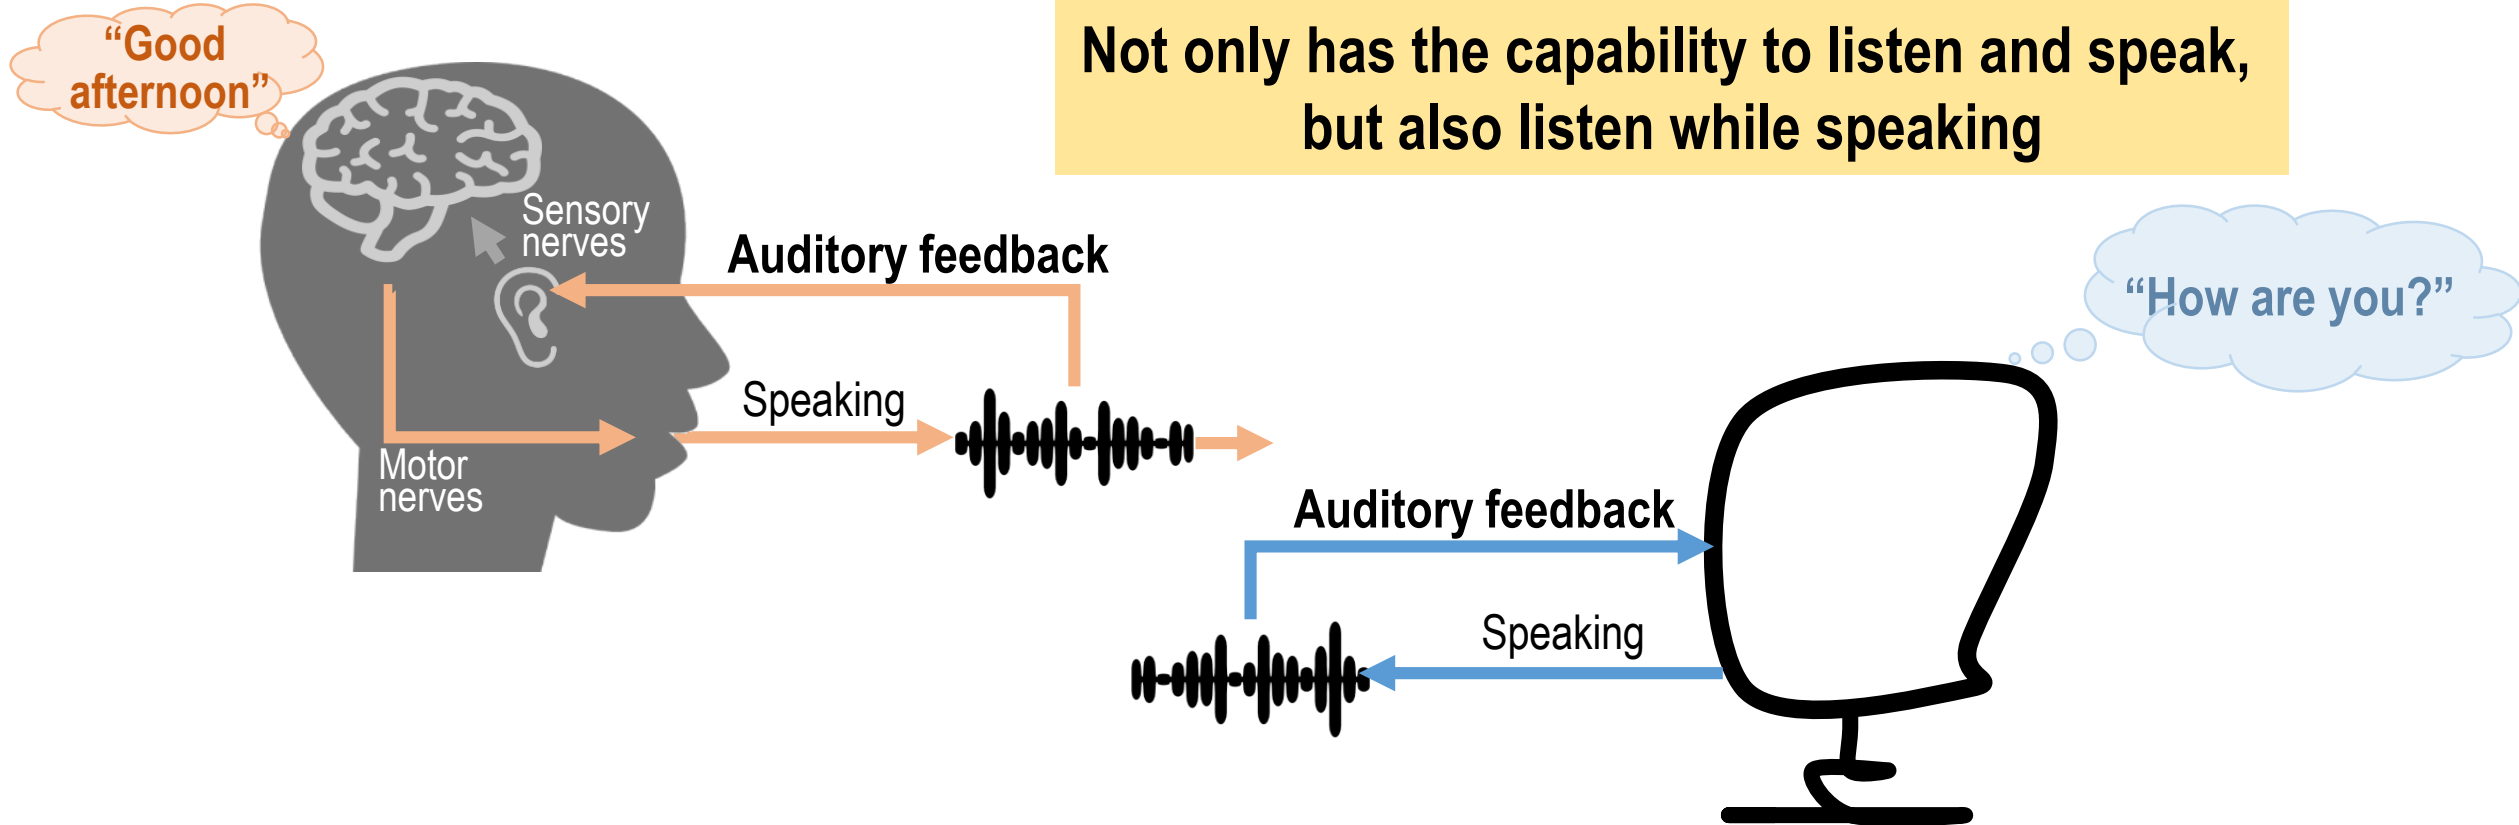 “Good
afternoon”
Not only has the capability to listen and speak,
but also listen while speaking
Sensory
nerves
Auditory feedback
“How are you?”
Speaking
Motor
nerves
Auditory feedback
Speaking